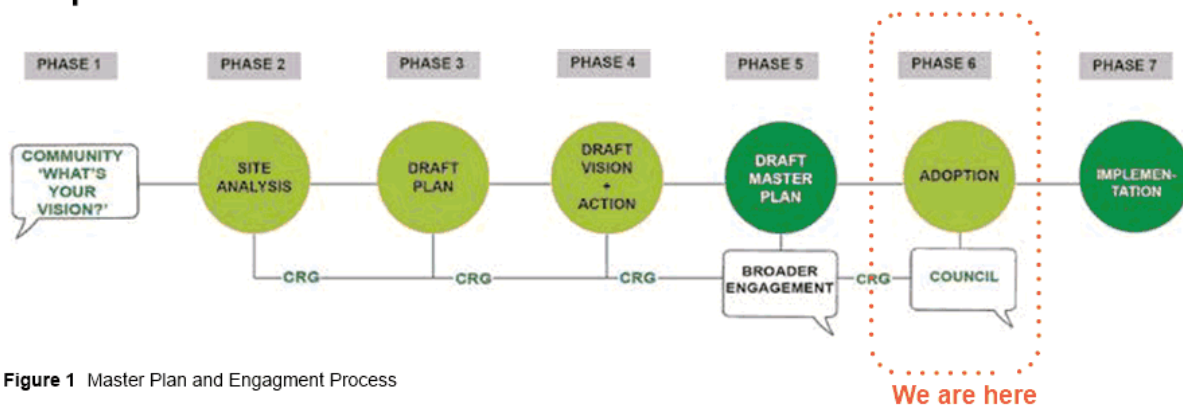 PHASE 1
PHASE 2
PHASE 3
PHASE 4
PHASE 5
PHASE 6
PHASE 7
COMMUNITY
'WHAT'S
YOUR
VISION?'
SITE
ANALYSIS
DRAFT
PLAN
DRAFT
VISION
+
ACTION
DRAFT
MASTER
PLAN
ADOPTION
IMPLEMEN-
TATION
CRG
CRG
CRG
BROADER
ENGAGEMENT
CRG
COUNCIL
Figure 1 Master Plan and Engagment Process
We are here